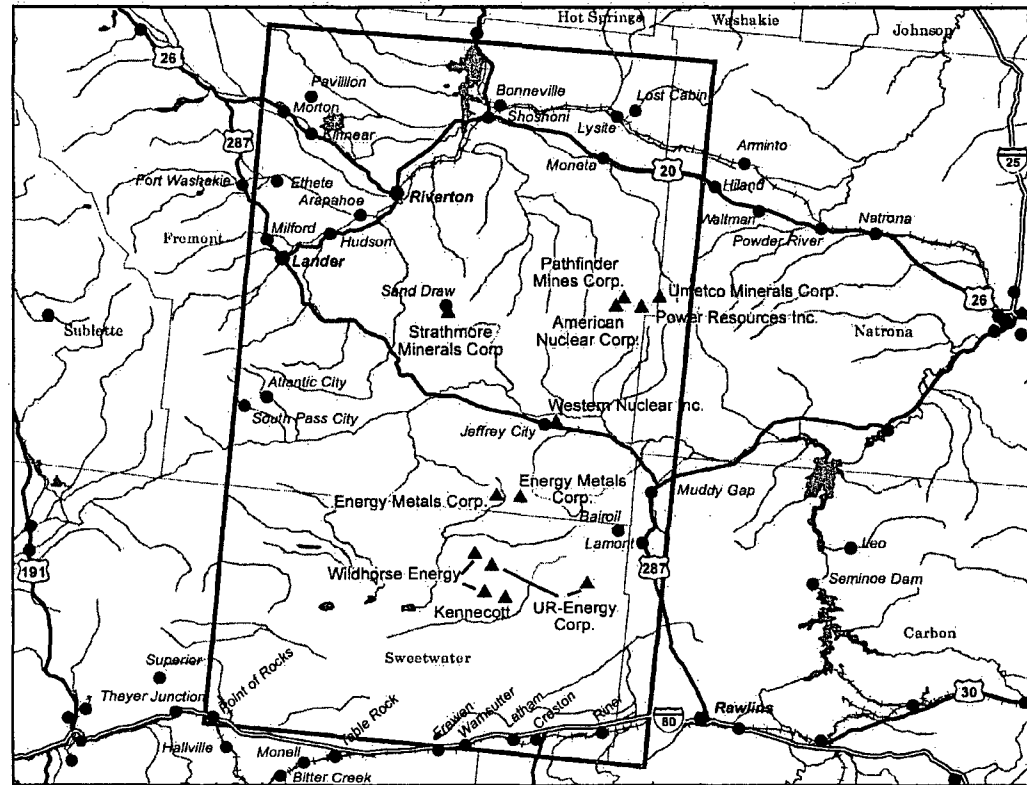 Hot Springs
Washakie
Johnson
26
Pavillion
Morton
Kinnear
Bonneville
Shoshoni
Lost Cabin
Lysite
287
Arminto
25
Moneta
20
Fort Washakie
Ethete
Riverton
Hiland
Arapahoe
Waltman
Natrona
Fremont
Milford
Hudson
Powder River
Lander
Pathfinder
Mines Corp.
Umetco Minerals Corp.
26
Sand Draw
Power Resources Inc.
Sublette
Strathmore
Minerals Corp
American
Nuclear Corp.
Natrona
Atlantic City
South Pass City
Western Nuclear Inc.
Jeffrey City
Energy Metals Corp.
Energy Metals
Corp.
Muddy Gap
Bairoil
Lamont
Leo
191
287
Wildhorse Energy
Seminoe Dam
Kennecott
UR-Energy
Corp.
Carbon
Superior
Sweetwater
Point of Rocks
Thayer Junction
30
Table Rock
Frewen
Wamsutter
Latham
Creston
Riner
80
Rawlins
Hallville
Monell
Bitter Creek